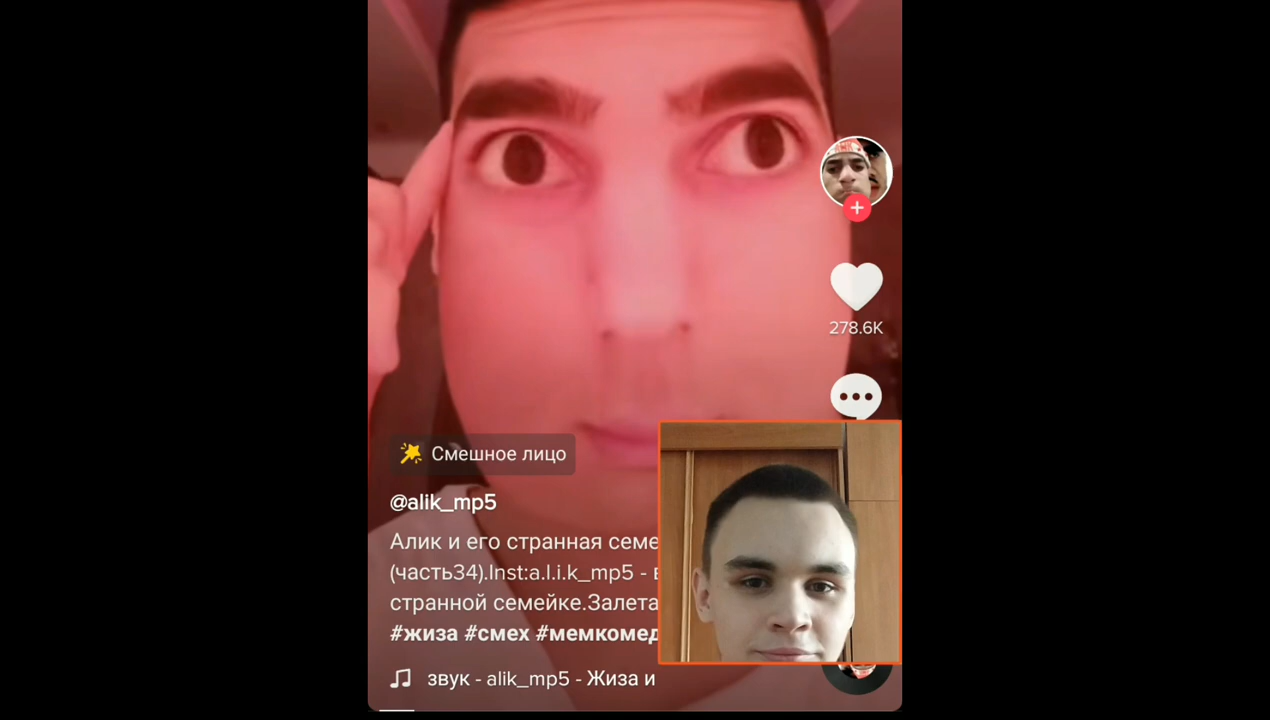 278.6K
Смешное лицо
@alik_mp5
Алик и его странная семе
(часть34).Inst:a.l.i.k_mp5 -
странной семейке.Залета
#жиза #смех #мемкомед
звук - alik_mp5 - Жиза и